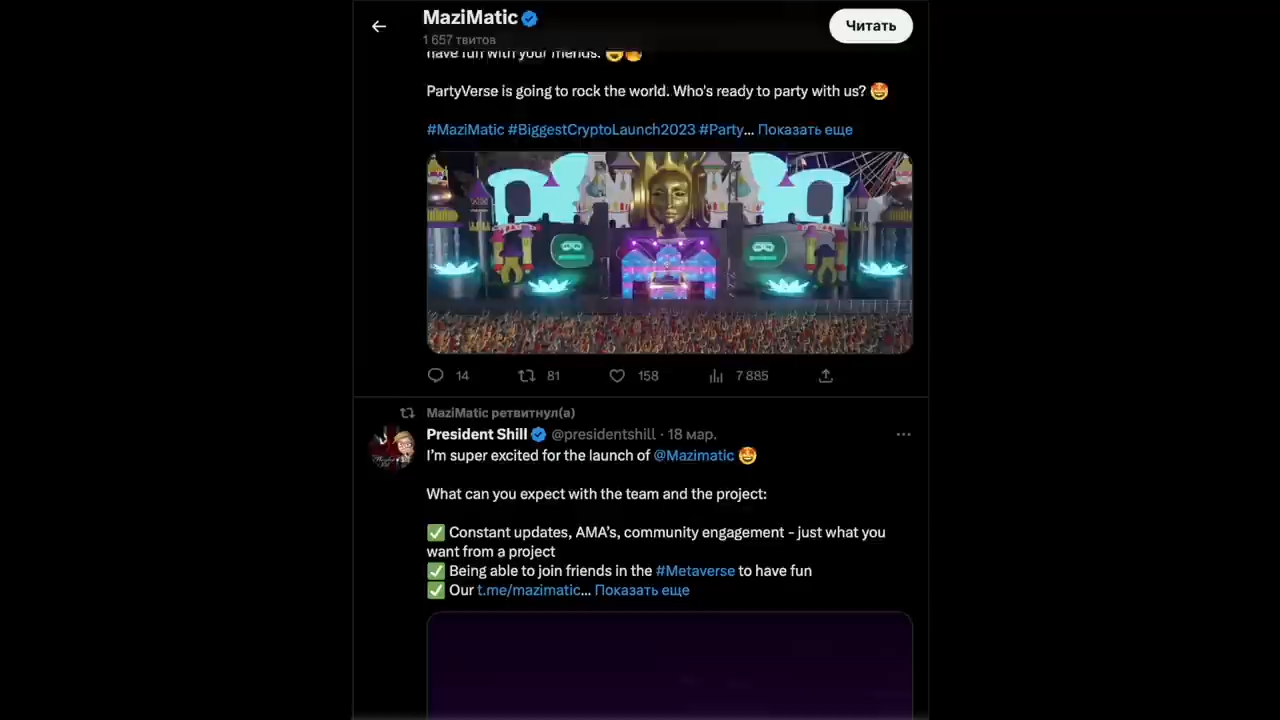 MaziMatic
Читать
1 657 твитов
have fun with your friends.
PartyVerse is going to rock the world. Who's ready to party with us? 🤩
#MaziMatic #BiggestCryptoLaunch2023 #Party... Показать еще
14 81 158 7 885
MaziMatic ретвитнул(а)
President Shill @presidentshill · 18 мар.
I'm super excited for the launch of @Mazimatic 🤩
What can you expect with the team and the project:
✅ Constant updates, AMA's, community engagement - just what you
want from a project
✅ Being able to join friends in the #Metaverse to have fun
✅ Our t.me/mazimatic... Показать еще